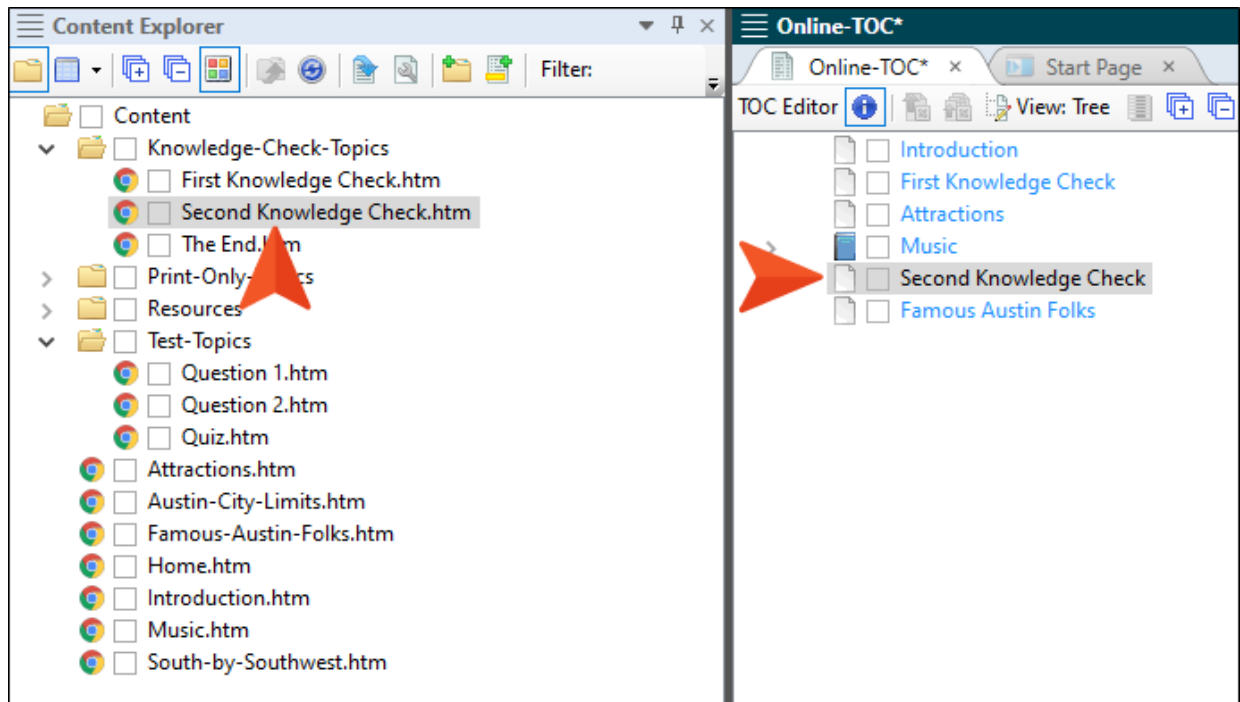 Content Explorer
Filter:
Content
Knowledge-Check-Topics
First Knowledge Check.htm
Second Knowledge Check.htm
The End.htm
Print-Only-
Resources
Test-Topics
Question 1.htm
Question 2.htm
Quiz.htm
Attractions.htm
Austin-City-Limits.htm
Famous-Austin-Folks.htm
Home.htm
Introduction.htm
Music.htm
South-by-Southwest.htm
Online-TOC*
Online-TOC* Start Page
TOC Editor View: Tree
Introduction
First Knowledge Check
Attractions
Music
Second Knowledge Check
Famous Austin Folks